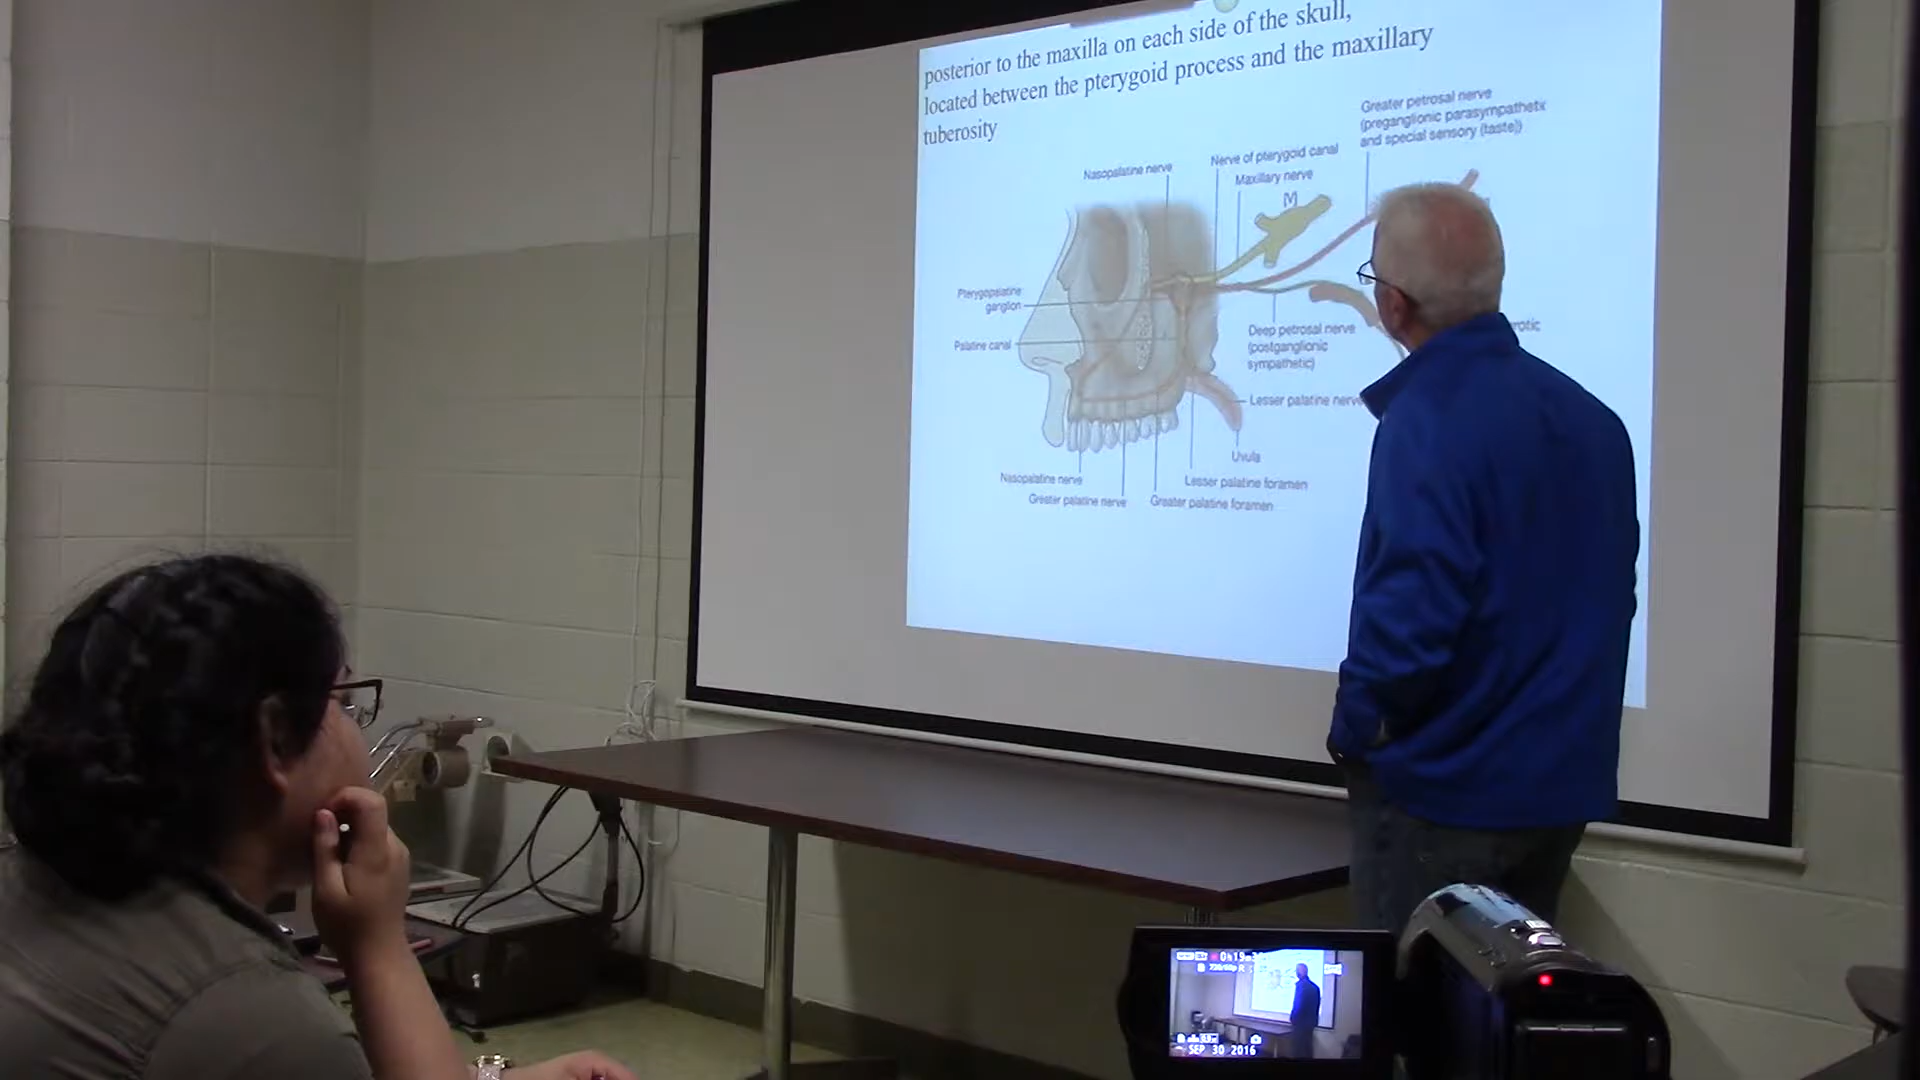 posterior to the maxilla on each side of the skull,
located between the pterygoid process and the maxillary
tuberosity
Greater petrosal nerve
(preganglionic parasympathetic
and special sensory (taste))
Nerve of pterygoid canal
Nasopalatine nerve
Maxillary nerve
Pterygopalatine
ganglion
Palatine canal
Deep petrosal nerve
(postganglionic
sympathetic)
rotic
Lesser palatine nerve
Uvula
Nasopalatine nerve
Lesser palatine foramen
Greater palatine nerve
Greater palatine foramen
SEP 30 2016